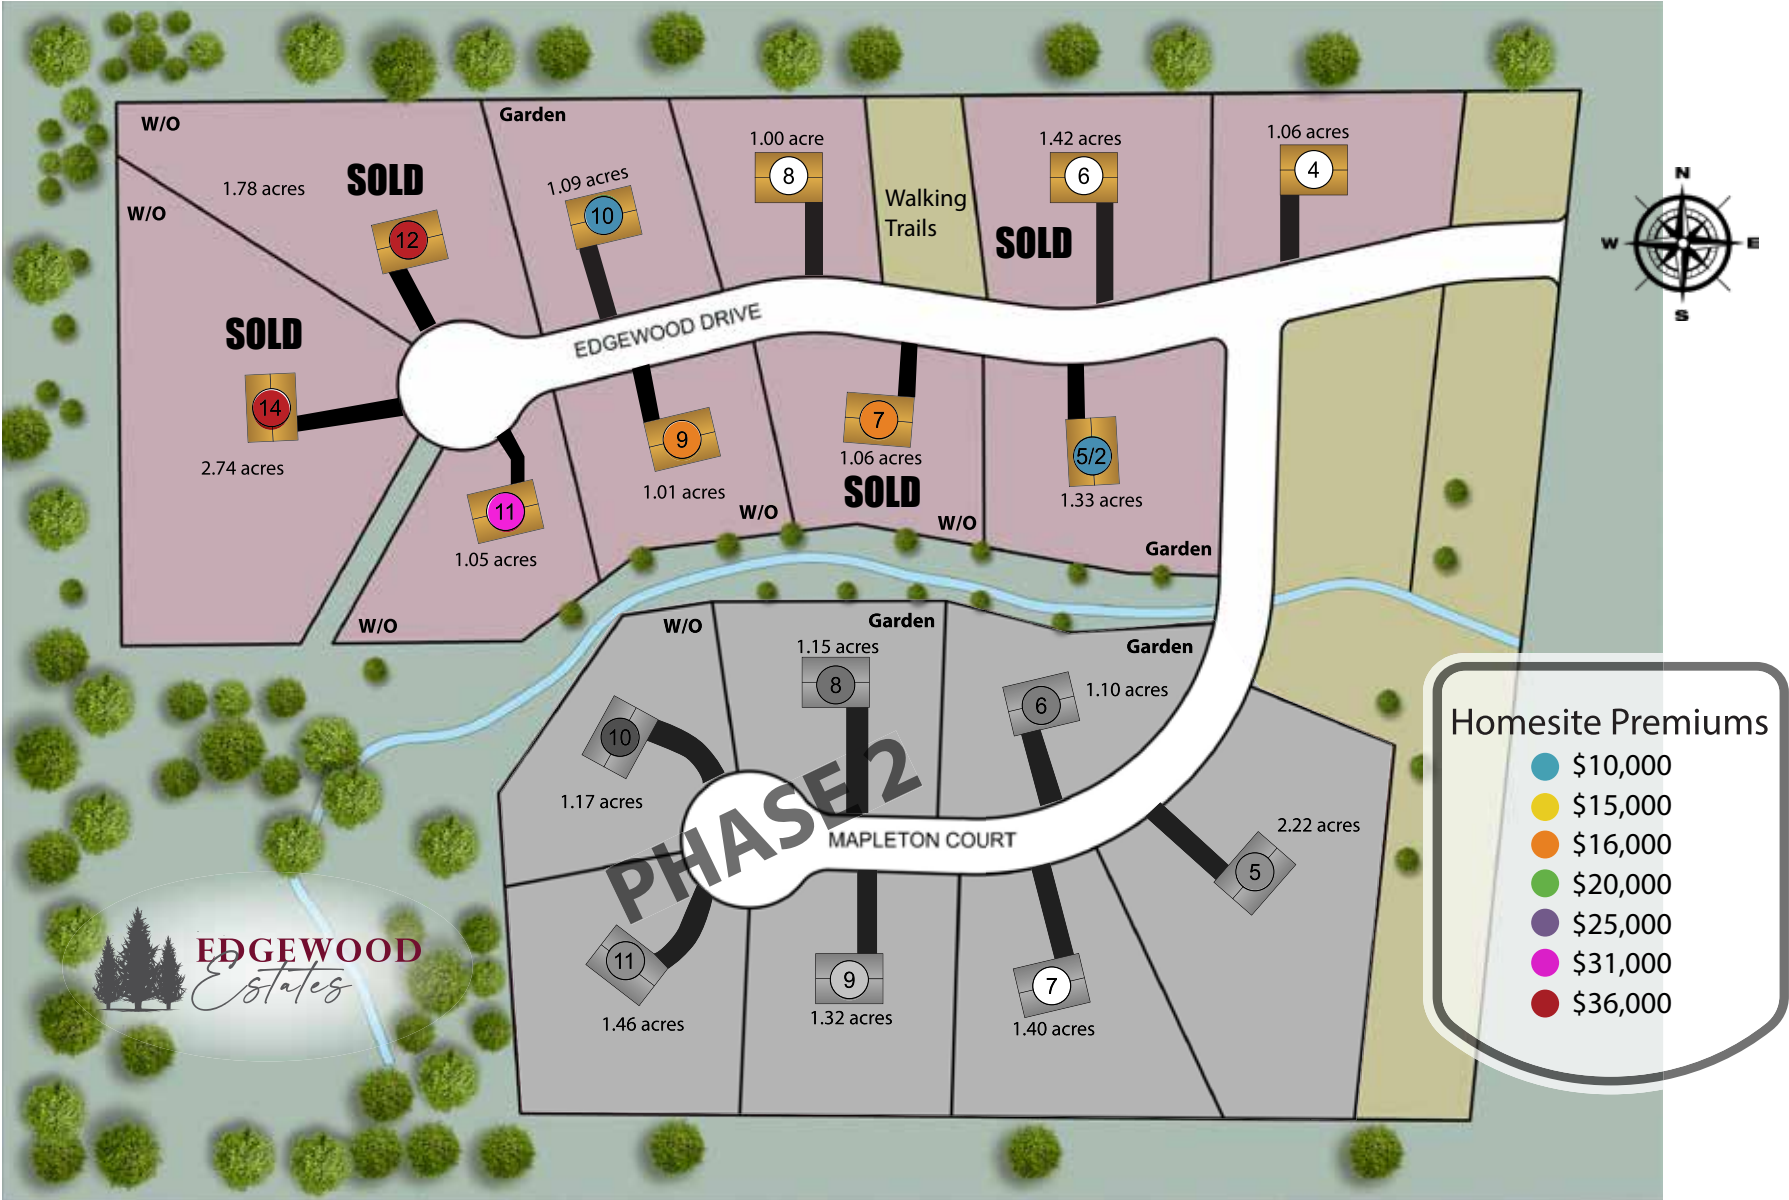 W/O
Garden
1.00 acre
1.42 acres
1.06 acres
8
6
4
W/O
1.78 acres
SOLD
12
1.09 acres
10
Walking
Trails
SOLD
N
W
E
S
EDGEWOOD DRIVE
SOLD
14
2.74 acres
11
1.05 acres
W/O
9
1.01 acres
W/O
7
1.06 acres
SOLD
W/O
5/2
1.33 acres
Garden
W/O
Garden
Garden
1.15 acres
8
6
1.10 acres
10
1.17 acres
PHASE 2
MAPLETON COURT
2.22 acres
5
11
1.46 acres
9
1.32 acres
7
1.40 acres
EDGEWOOD
Estates
Homesite Premiums
$10,000
$15,000
$16,000
$20,000
$25,000
$31,000
$36,000